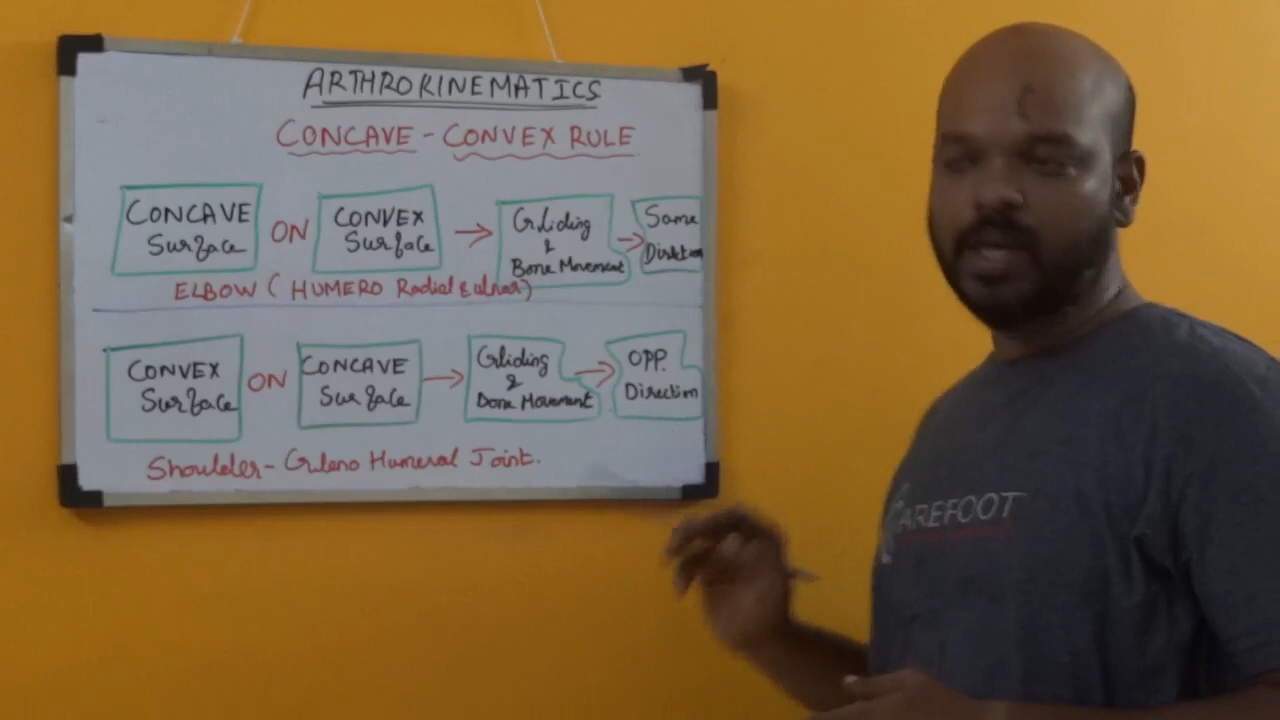 ARTHROKINEMATICS
CONCAVE - CONVEX RULE
CONCAVE
Surface
ON
CONVEX
Surface
Gliding
&
Bone Movement
Same
Direction
ELBOW ( HUMERO Radial & ulnar)
CONVEX
Surface
ON
CONCAVE
Surface
Gliding
&
Bone Movement
OPP.
Direction
Shoulder - Gleno Humeral Joint.
AREFOOT